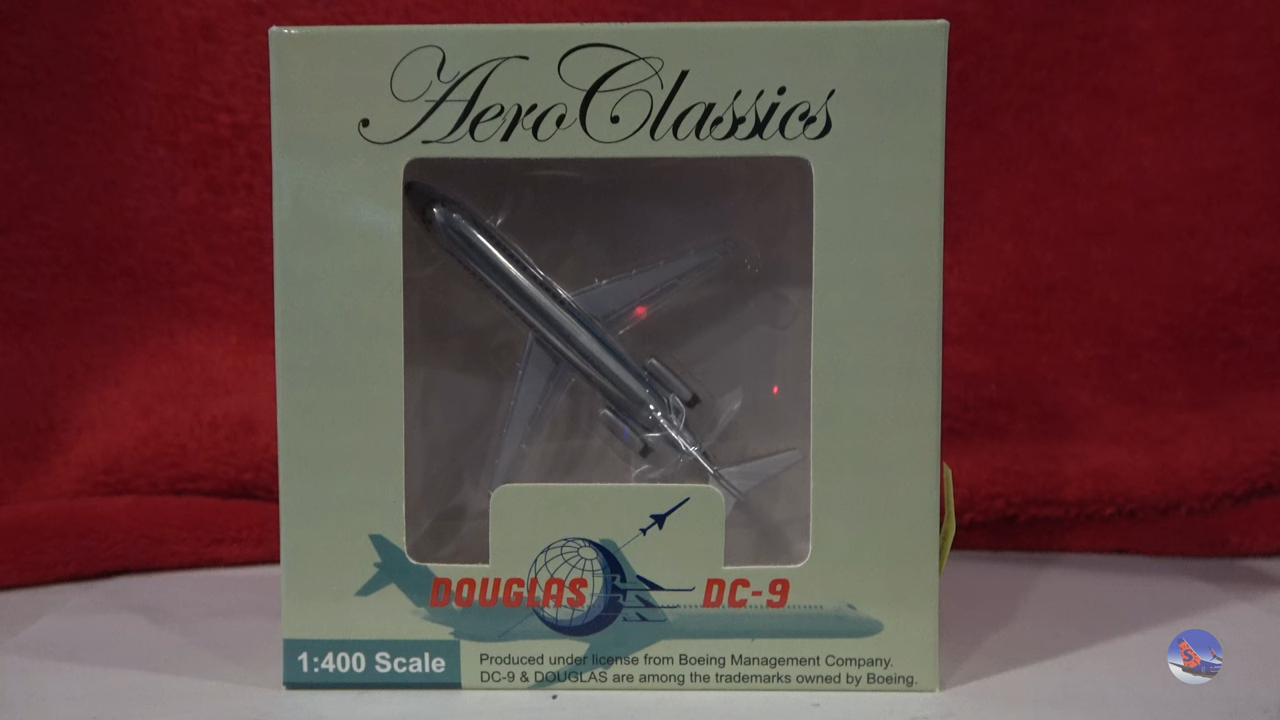 AeroClassics
DOUGLAS DC-9
1:400 Scale
Produced under license from Boeing Management Company.
DC-9 & DOUGLAS are among the trademarks owned by Boeing.